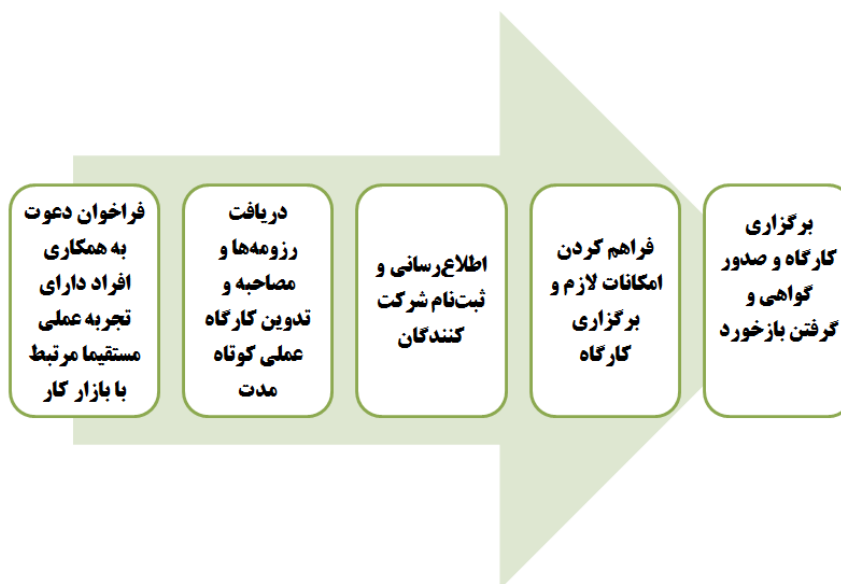 فراخوان دعوت
به همکاری
افراد دارای
تجربه عملی
مستقیما مرتبط
با بازار کار
دریافت
رزومه‌ها و
مصاحبه و
تدوین کارگاه
عملی کوتاه
مدت
اطلاع‌رسانی و
ثبت‌نام شرکت
کنندگان
فراهم کردن
امکانات لازم و
برگزاری
کارگاه
برگزاری
کارگاه و صدور
گواهی و
گرفتن بازخورد